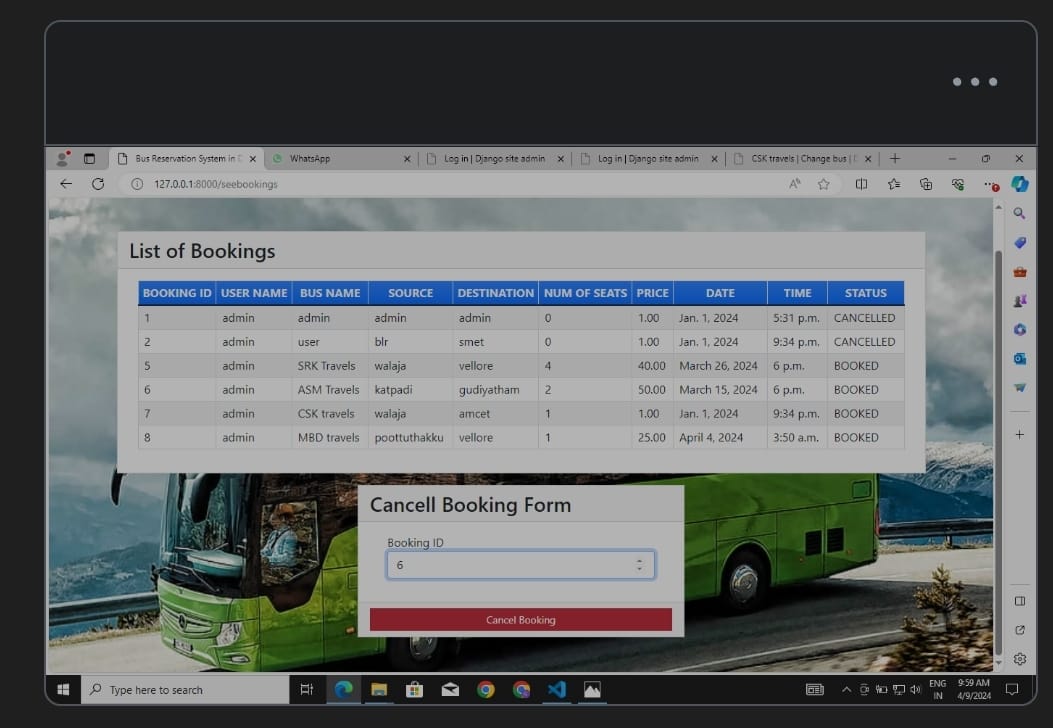 Bus Reservation System in D
WhatsApp
Log in | Django site admin
Log in | Django site admin
CSK travels | Change bus | D
127.0.0.1:8000/seebookings
List of Bookings
BOOKING ID USER NAME BUS NAME SOURCE DESTINATION NUM OF SEATS PRICE DATE TIME STATUS
1 admin admin admin admin 0 1.00 Jan. 1, 2024 5:31 p.m. CANCELLED
2 admin user blr smet 0 1.00 Jan. 1, 2024 9:34 p.m. CANCELLED
5 admin SRK Travels walaja vellore 4 40.00 March 26, 2024 6 p.m. BOOKED
6 admin ASM Travels katpadi gudiyatham 2 50.00 March 15, 2024 6 p.m. BOOKED
7 admin CSK travels walaja amcet 1 1.00 Jan. 1, 2024 9:34 p.m. BOOKED
8 admin MBD travels poottuthakku vellore 1 25.00 April 4, 2024 3:50 a.m. BOOKED
Cancell Booking Form
Booking ID
6
Cancel Booking
Type here to search
ENG 9:59 AM
IN 4/9/2024